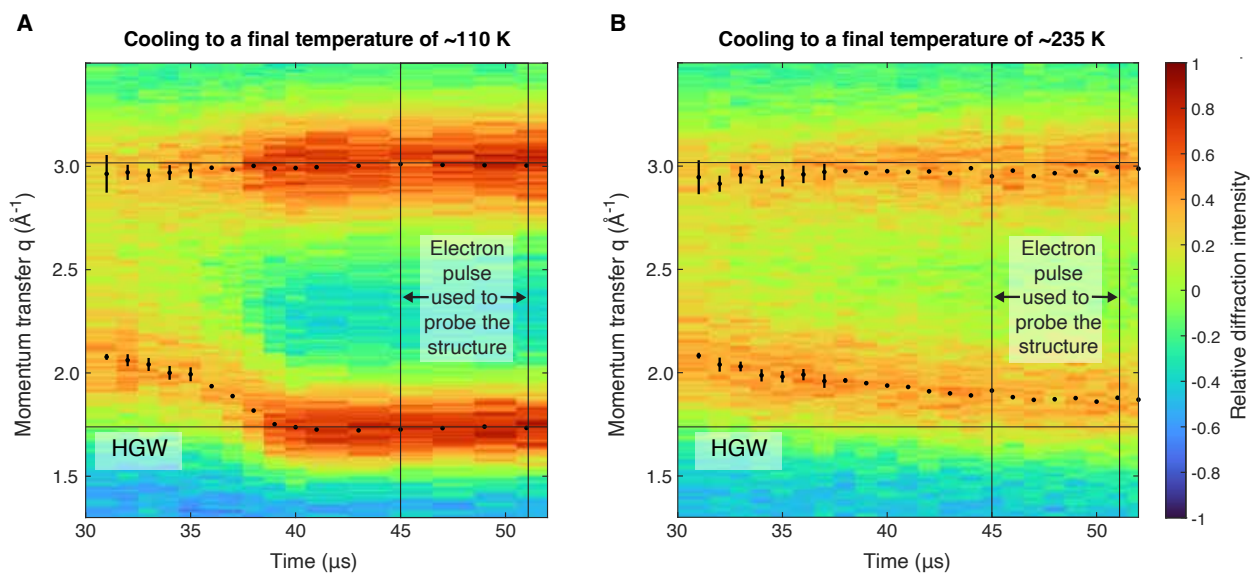 A
Cooling to a final temperature of ~110 K
Momentum transfer q (Å⁻¹)
3.0
2.5
2.0
1.5
Electron
pulse
used to
probe the
structure
HGW
30
35
40
45
50
Time (μs)
B
Cooling to a final temperature of ~235 K
Momentum transfer q (Å⁻¹)
3.0
2.5
2.0
1.5
Electron
pulse
used to
probe the
structure
HGW
30
35
40
45
50
Time (μs)
1
0.8
0.6
0.4
0.2
0
-0.2
-0.4
-0.6
-0.8
-1
Relative diffraction intensity